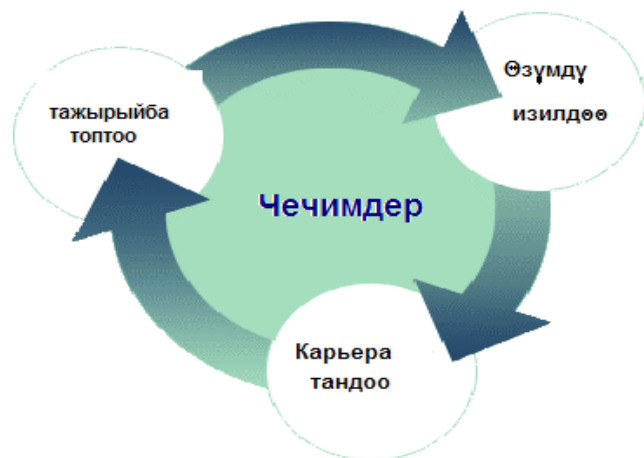 Өзүмдү
изилдөө
тажырыйба
топтоо
Чечимдер
Карьера
тандоо